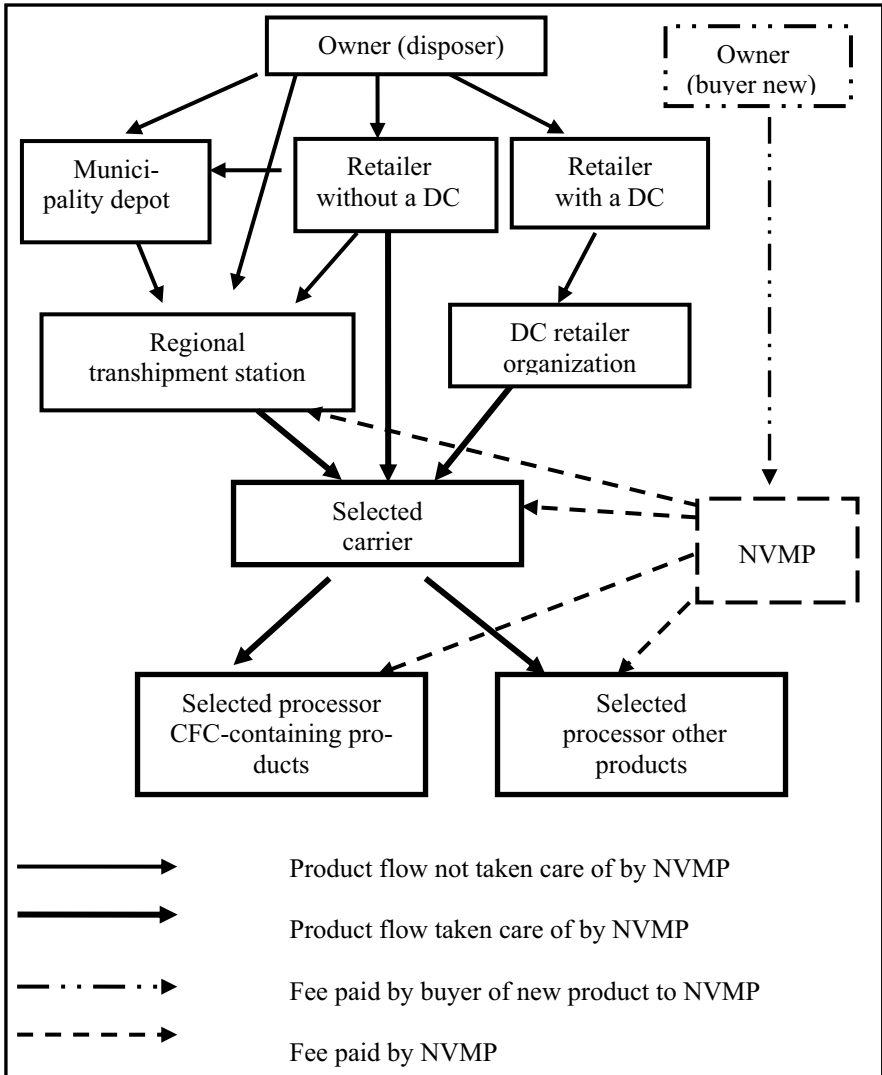 Owner (disposer)
Owner
(buyer new)
Munici-
pality depot
Retailer
without a DC
Retailer
with a DC
Regional
transhipment station
DC retailer
organization
Selected
carrier
NVMP
Selected processor
CFC-containing pro-
ducts
Selected
processor other
products
Product flow not taken care of by NVMP
Product flow taken care of by NVMP
Fee paid by buyer of new product to NVMP
Fee paid by NVMP